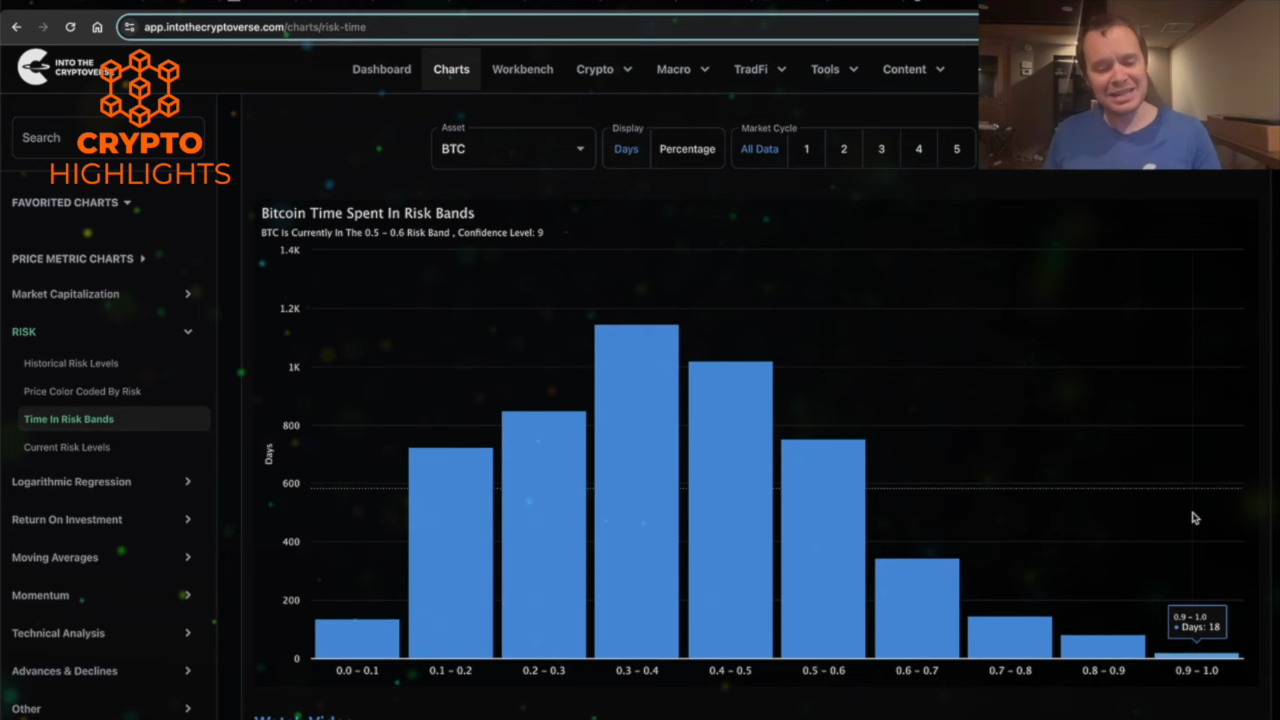 app.intothecryptoverse.com/charts/risk-time
INTO THE
CRYPTOVERSE
Dashboard
Charts
Workbench
Crypto
Macro
TradFi
Tools
Content
CRYPTO
HIGHLIGHTS
Search
FAVORITED CHARTS
PRICE METRIC CHARTS
Market Capitalization
RISK
Historical Risk Levels
Price Color Coded By Risk
Time In Risk Bands
Current Risk Levels
Logarithmic Regression
Return On Investment
Moving Averages
Momentum
Technical Analysis
Advances & Declines
Other
Asset
BTC
Display
Days
Percentage
Market Cycle
All Data
1
2
3
4
5
Bitcoin Time Spent In Risk Bands
BTC Is Currently In The 0.5 – 0.6 Risk Band , Confidence Level: 9
Days
1.4K
1.2K
1K
800
600
400
200
0
0.9 – 1.0
• Days: 18
0.0 – 0.1
0.1 – 0.2
0.2 – 0.3
0.3 – 0.4
0.4 – 0.5
0.5 – 0.6
0.6 – 0.7
0.7 – 0.8
0.8 – 0.9
0.9 – 1.0